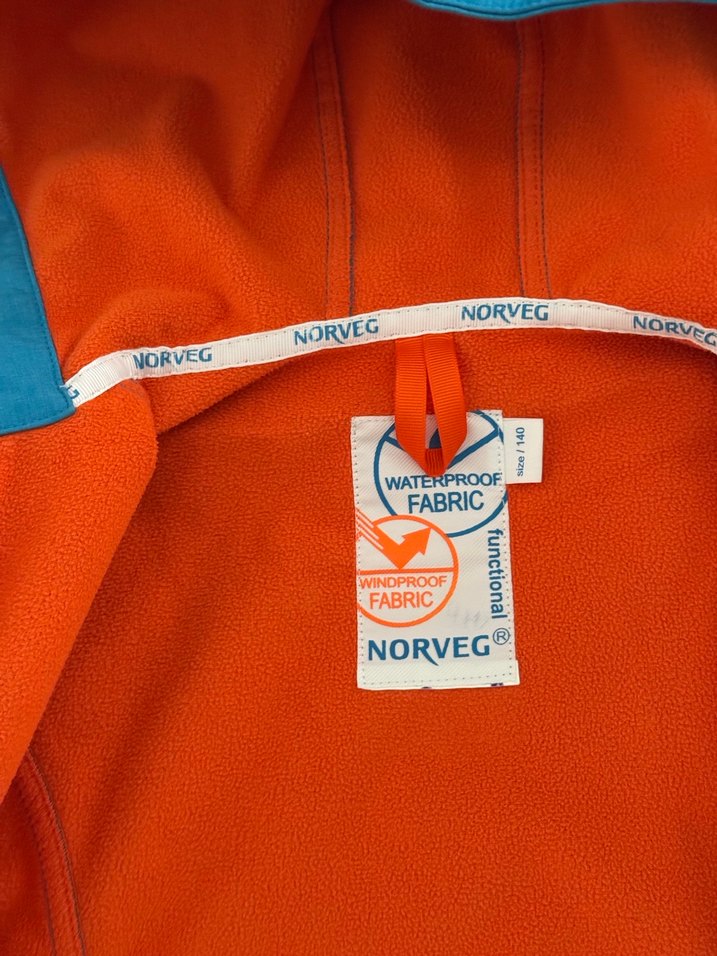 NORVEG
NORVEG
NORVEG
NORVEG
size / 140
WATERPROOF
FABRIC
functional
WINDPROOF
FABRIC
NORVEG®